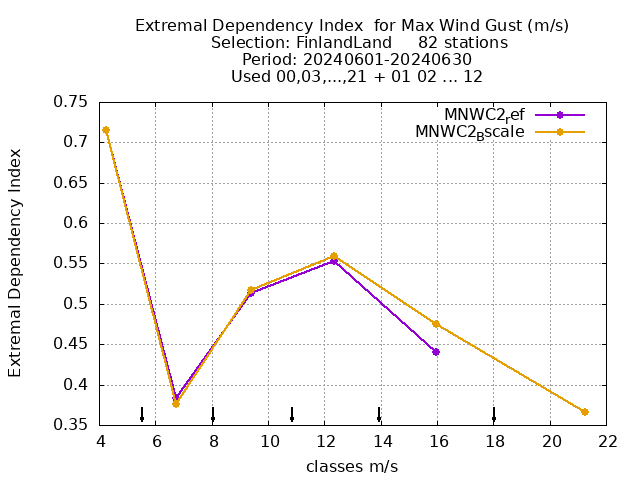 Extremal Dependency Index for Max Wind Gust (m/s)
Selection: FinlandLand 82 stations
Period: 20240601-20240630
Used 00,03,...,21 + 01 02 ... 12
MNWC2ref
MNWC2Bscale
0.75
0.7
0.65
0.6
0.55
0.5
0.45
0.4
0.35
Extremal Dependency Index
4 6 8 10 12 14 16 18 20 22
classes m/s